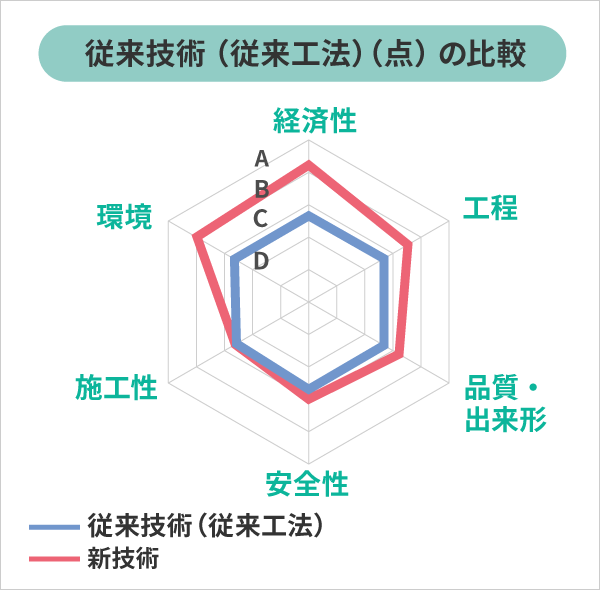 従来技術（従来工法）（点）の比較
経済性
A
B
C
D
環境
工程
施工性
品質・
出来形
安全性
従来技術（従来工法）
新技術